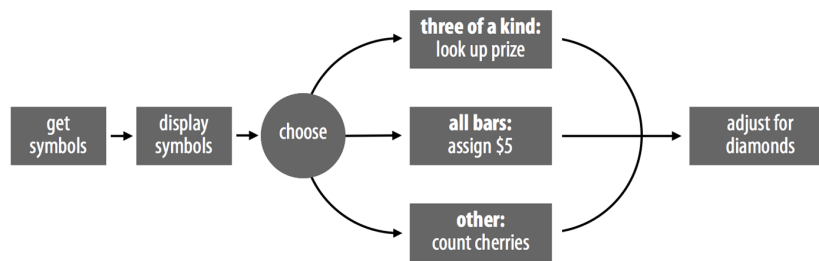 get
symbols
display
symbols
choose
three of a kind:
look up prize
all bars:
assign $5
other:
count cherries
adjust for
diamonds